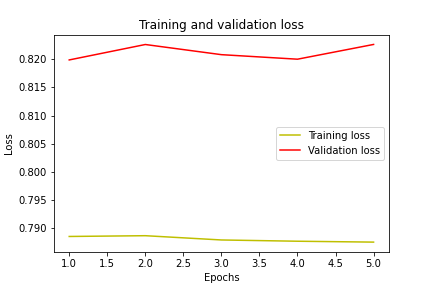 Training and validation loss
0.820
0.815
0.810
0.805
0.800
0.795
0.790
Loss
Training loss
Validation loss
1.0 1.5 2.0 2.5 3.0 3.5 4.0 4.5 5.0
Epochs